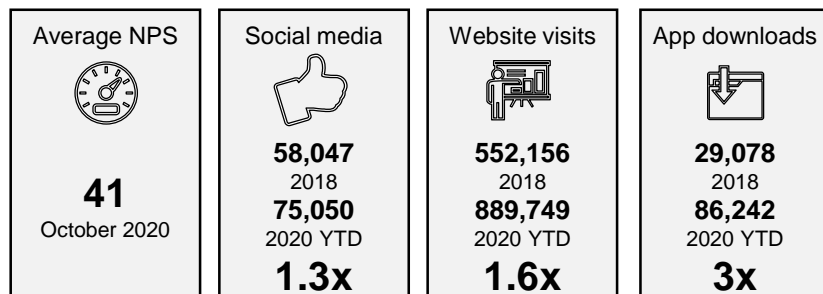 Average NPS
41
October 2020
Social media
58,047
2018
75,050
2020 YTD
1.3x
Website visits
552,156
2018
889,749
2020 YTD
1.6x
App downloads
29,078
2018
86,242
2020 YTD
3x